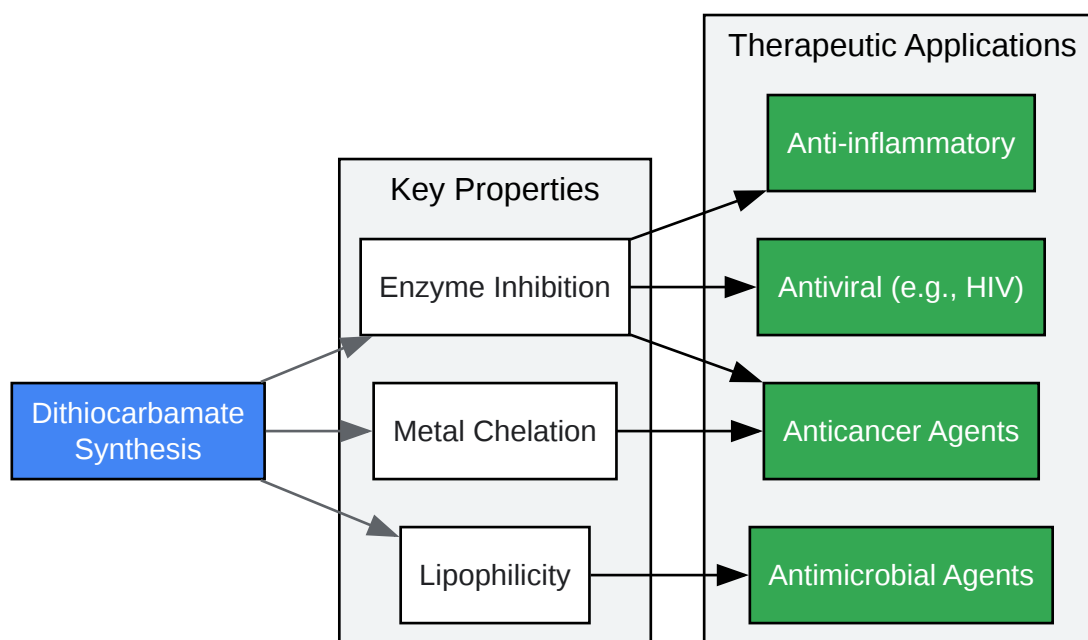 Dithiocarbamate
Synthesis
Key Properties
Enzyme Inhibition
Metal Chelation
Lipophilicity
Therapeutic Applications
Anti-inflammatory
Antiviral (e.g., HIV)
Anticancer Agents
Antimicrobial Agents